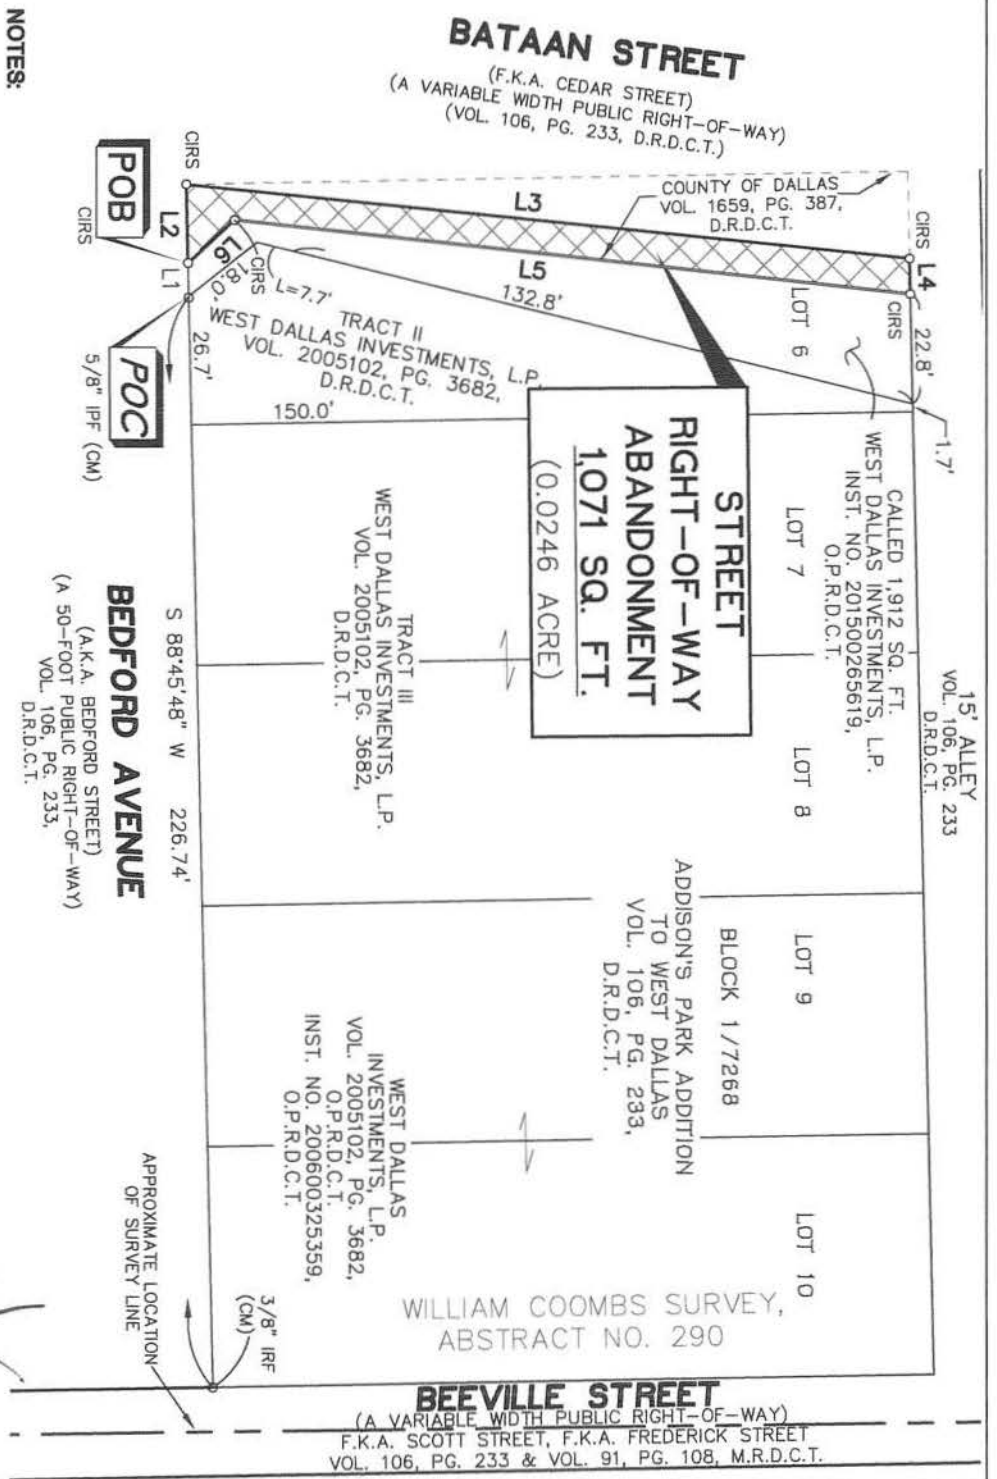 NOTES:
BATAAN STREET
(F.K.A. CEDAR STREET)
(A VARIABLE WIDTH PUBLIC RIGHT-OF-WAY)
(VOL. 106, PG. 233, D.R.D.C.T.)
CIRS
POB
CIRS
L2
L1
L3
COUNTY OF DALLAS
VOL. 1659, PG. 387,
D.R.D.C.T.
CIRS
L4
CIRS
22.8'
1.7'
L5
132.8'
L6
18.0'
CIRS
L=7.7'
TRACT II
WEST DALLAS INVESTMENTS, L.P.
VOL. 2005102, PG. 3682,
D.R.D.C.T.
26.7'
POC
5/8" IPF (CM)
150.0'
LOT 6
STREET
RIGHT-OF-WAY
ABANDONMENT
1,071 SQ. FT.
(0.0246 ACRE)
CALLED 1,912 SQ. FT.
WEST DALLAS INVESTMENTS, L.P.
INST. NO. 201500265619,
O.P.R.D.C.T.
LOT 7
15' ALLEY
VOL. 106, PG. 233
D.R.D.C.T.
TRACT III
WEST DALLAS INVESTMENTS, L.P.
VOL. 2005102, PG. 3682,
D.R.D.C.T.
LOT 8
S 88°45'48" W 226.74'
BEDFORD AVENUE
(A.K.A. BEDFORD STREET)
(A 50-FOOT PUBLIC RIGHT-OF-WAY)
VOL. 106, PG. 233,
D.R.D.C.T.
LOT 9
BLOCK 1/7268
ADDISON'S PARK ADDITION
TO WEST DALLAS
VOL. 106, PG. 233,
D.R.D.C.T.
WEST DALLAS
INVESTMENTS, L.P.
VOL. 2005102, PG. 3682,
O.P.R.D.C.T.
INST. NO. 200600325359,
O.P.R.D.C.T.
LOT 10
APPROXIMATE LOCATION
OF SURVEY LINE
3/8" IRF
(CM)
WILLIAM COOMBS SURVEY,
ABSTRACT NO. 290
BEEVILLE STREET
(A VARIABLE WIDTH PUBLIC RIGHT-OF-WAY)
F.K.A. SCOTT STREET, F.K.A. FREDERICK STREET
VOL. 106, PG. 233 & VOL. 91, PG. 108, M.R.D.C.T.